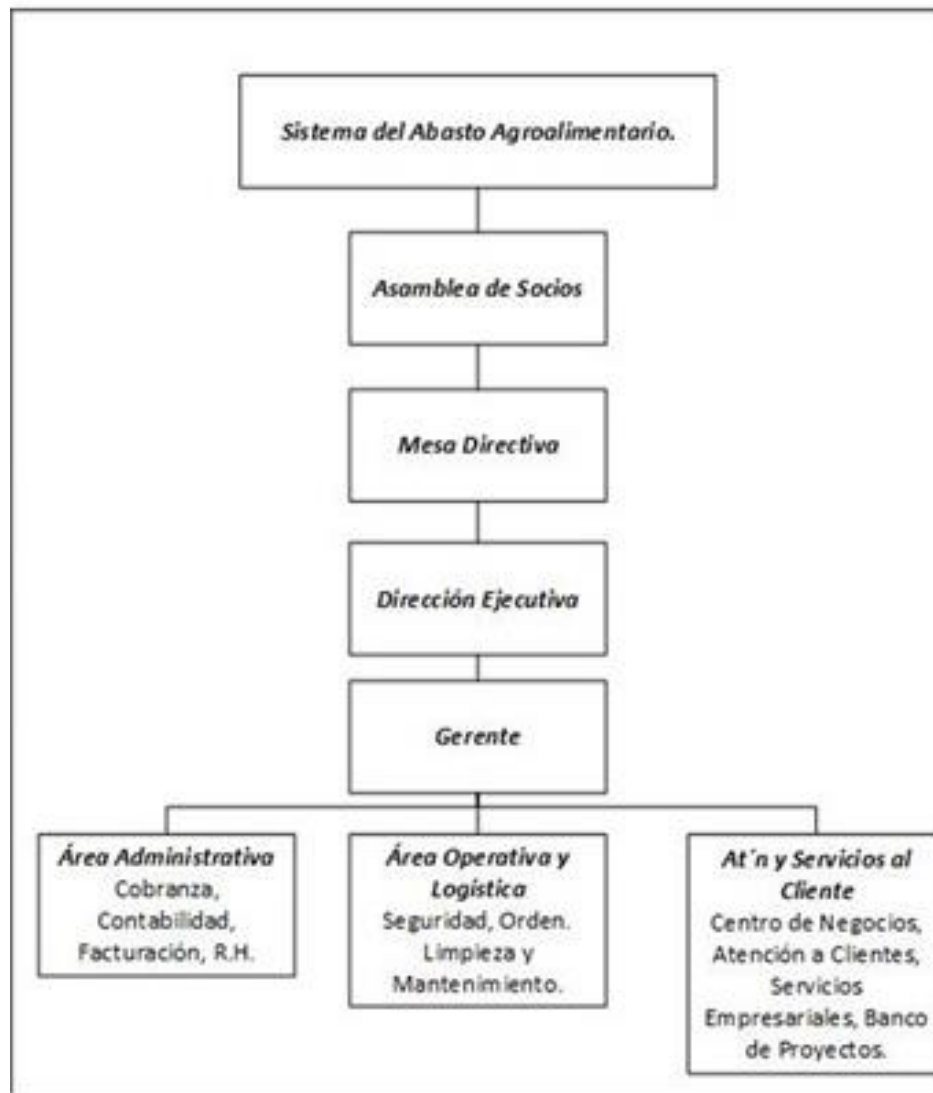 Sistema del Abasto Agroalimentario.
Asamblea de Socios
Mesa Directiva
Dirección Ejecutiva
Gerente
Área Administrativa
Cobranza,
Contabilidad,
Facturación, R.H.
Área Operativa y
Logística
Seguridad, Orden.
Limpieza y
Mantenimiento.
At´n y Servicios al
Cliente
Centro de Negocios,
Atención a Clientes,
Servicios
Empresariales, Banco
de Proyectos.